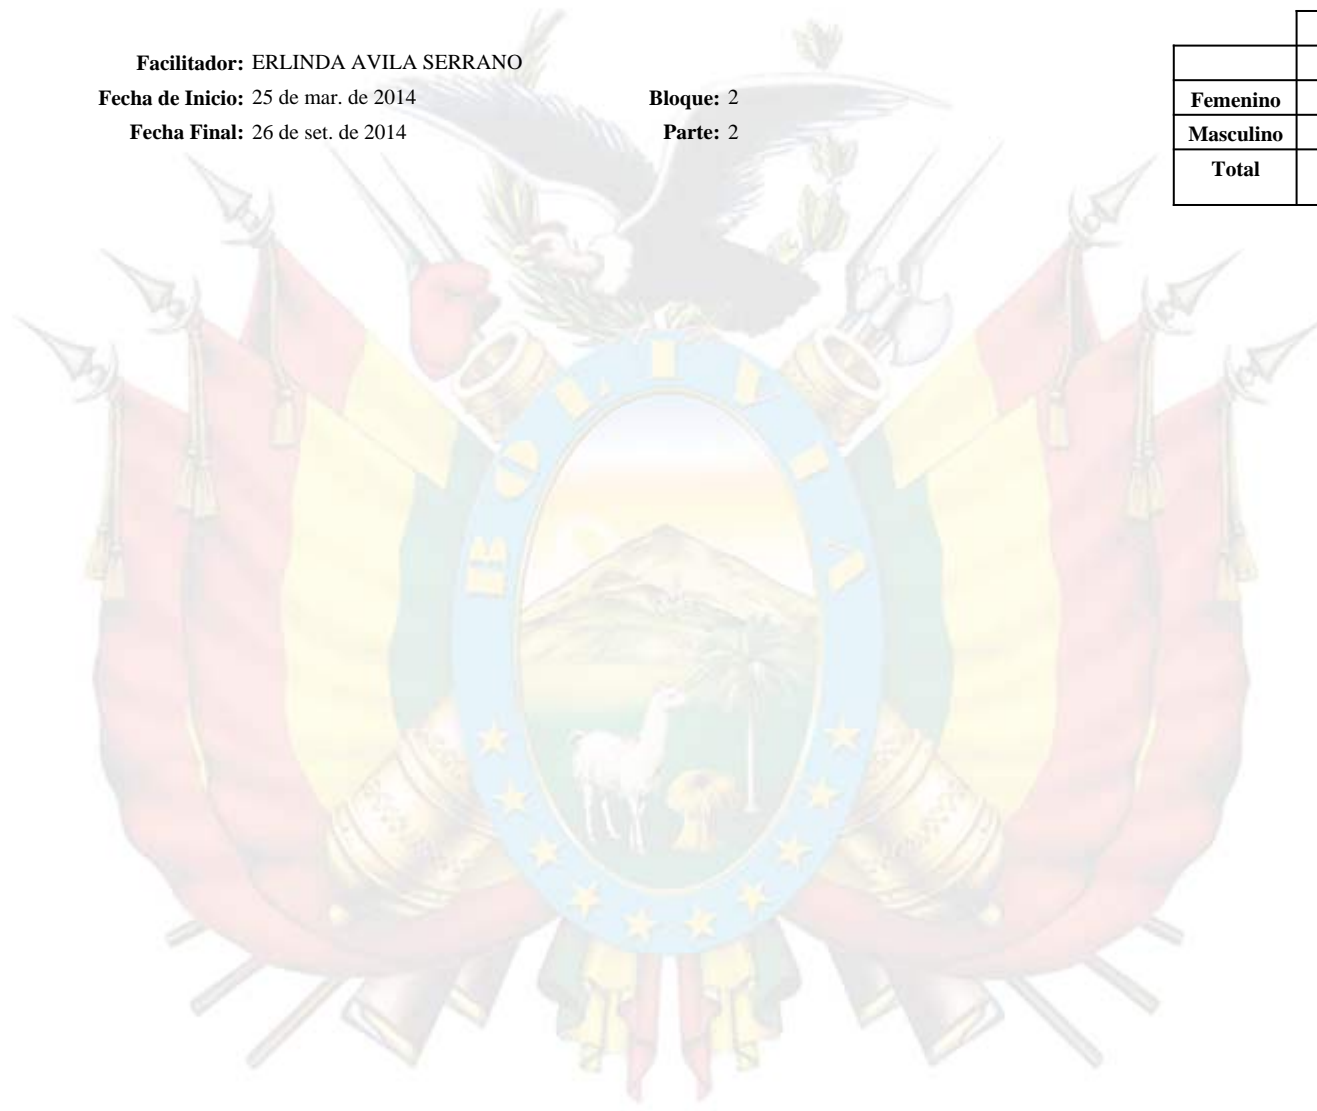 Facilitador: ERLINDA AVILA SERRANO
Fecha de Inicio: 25 de mar. de 2014 Bloque: 2
Fecha Final: 26 de set. de 2014 Parte: 2
Femenino
Masculino
Total
BOLIVIA